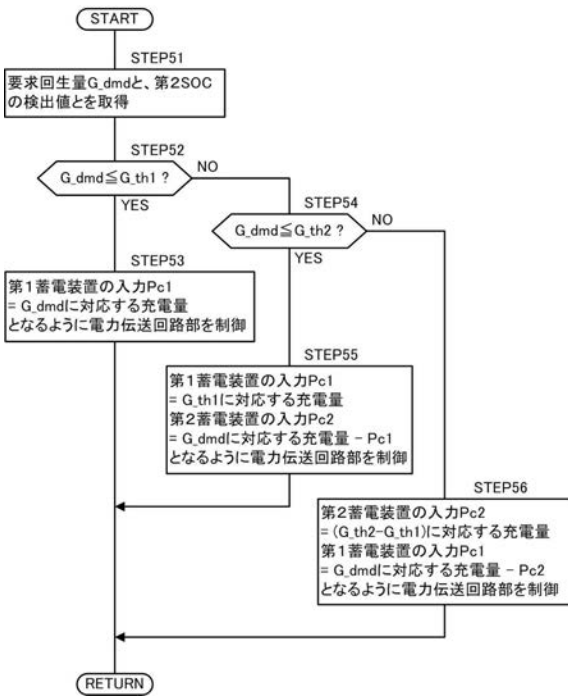 START
STEP51
要求回生量G_dmdと、第2SOC
の検出値とを取得
STEP52
G_dmd≦G_th1 ?
NO
YES
STEP54
G_dmd≦G_th2 ?
NO
YES
STEP53
第1蓄電装置の入力Pc1
= G_dmdに対応する充電量
となるように電力伝送回路部を制御
STEP55
第1蓄電装置の入力Pc1
= G_th1に対応する充電量
第2蓄電装置の入力Pc2
= G_dmdに対応する充電量 − Pc1
となるように電力伝送回路部を制御
STEP56
第2蓄電装置の入力Pc2
= (G_th2−G_th1)に対応する充電量
第1蓄電装置の入力Pc1
= G_dmdに対応する充電量 − Pc2
となるように電力伝送回路部を制御
RETURN